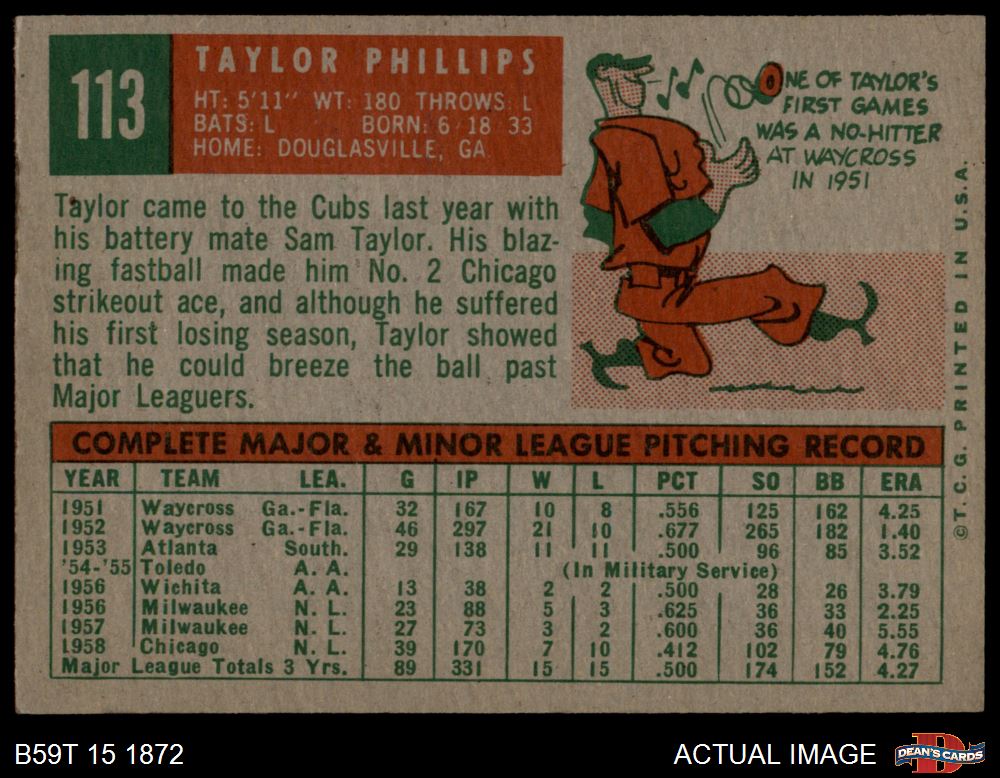 113
TAYLOR PHILLIPS
HT: 5'11" WT: 180 THROWS: L
BATS: L BORN: 6 18 33
HOME: DOUGLASVILLE, GA
ONE OF TAYLOR'S
FIRST GAMES
WAS A NO-HITTER
AT WAYCROSS
IN 1951
Taylor came to the Cubs last year with
his battery mate Sam Taylor. His blaz-
ing fastball made him No. 2 Chicago
strikeout ace, and although he suffered
his first losing season, Taylor showed
that he could breeze the ball past
Major Leaguers.
©T.C.G. PRINTED IN U.S.A.
COMPLETE MAJOR & MINOR LEAGUE PITCHING RECORD
YEAR TEAM LEA. G IP W L PCT SO BB ERA
1951 Waycross Ga.-Fla. 32 167 10 8 .556 125 162 4.25
1952 Waycross Ga.-Fla. 46 297 21 10 .677 265 182 1.40
1953 Atlanta South. 29 138 11 11 .500 96 85 3.52
'54-'55 Toledo A. A. (In Military Service)
1956 Wichita A. A. 13 38 2 2 .500 28 26 3.79
1956 Milwaukee N. L. 23 88 5 3 .625 36 33 2.25
1957 Milwaukee N. L. 27 73 3 2 .600 36 40 5.55
1958 Chicago N. L. 39 170 7 10 .412 102 79 4.76
Major League Totals 3 Yrs. 89 331 15 15 .500 174 152 4.27
B59T 15 1872
ACTUAL IMAGE
DEAN'S CARDS